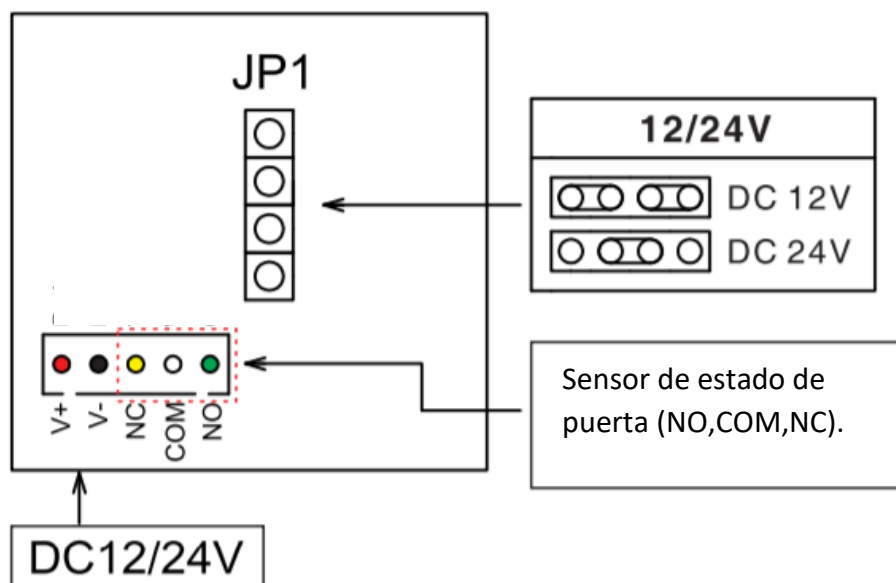 JP1
12/24V
DC 12V
DC 24V
Sensor de estado de
puerta (NO,COM,NC).
V+
V-
NC
COM
NO
DC12/24V